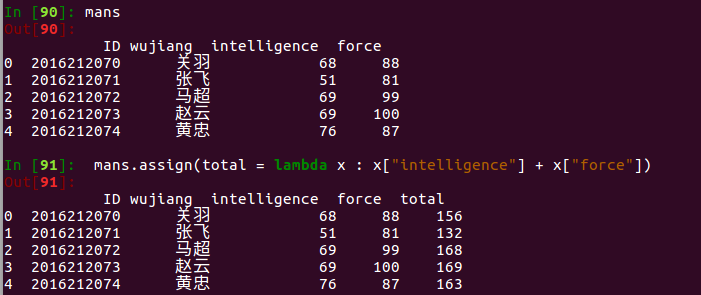 In [90]: mans
Out[90]:
ID wujiang intelligence force
0 2016212070 关羽 68 88
1 2016212071 张飞 51 81
2 2016212072 马超 69 99
3 2016212073 赵云 69 100
4 2016212074 黄忠 76 87
In [91]: mans.assign(total = lambda x : x["intelligence"] + x["force"])
Out[91]:
ID wujiang intelligence force total
0 2016212070 关羽 68 88 156
1 2016212071 张飞 51 81 132
2 2016212072 马超 69 99 168
3 2016212073 赵云 69 100 169
4 2016212074 黄忠 76 87 163